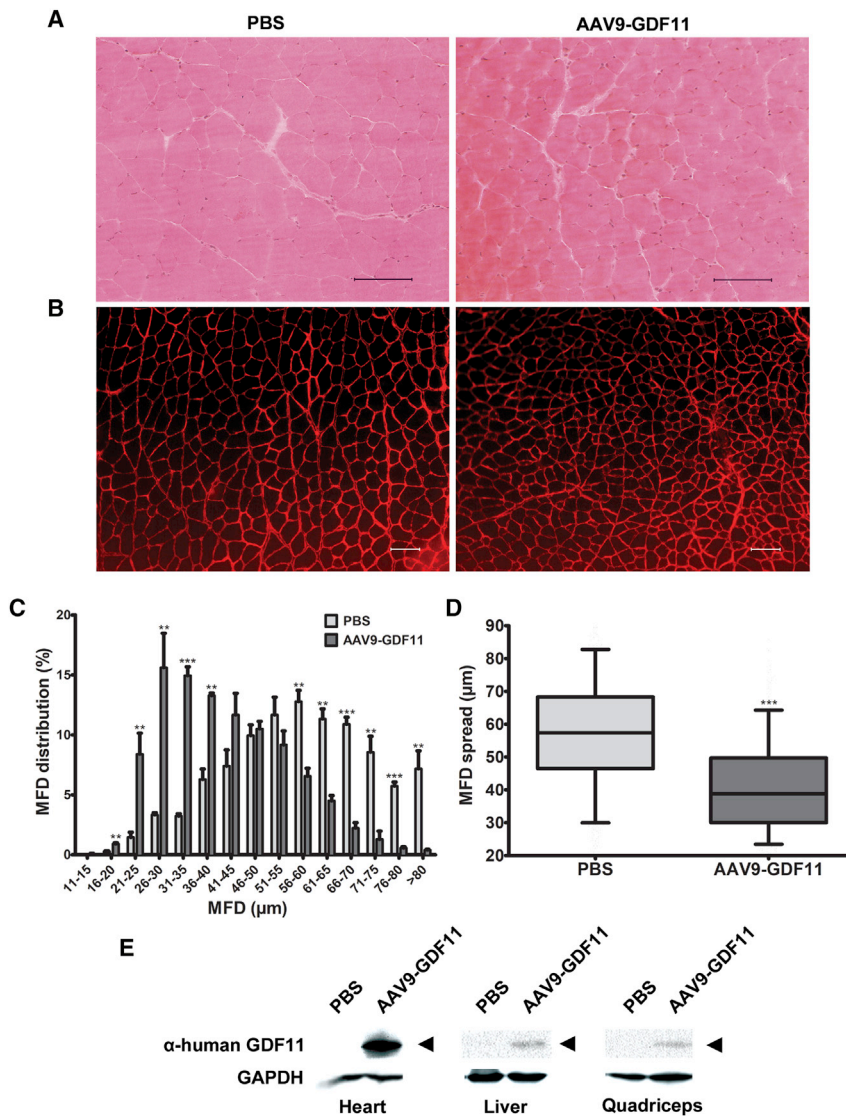 A
PBS
AAV9-GDF11
B
C
MFD distribution (%)
20
15
10
5
0
PBS
AAV9-GDF11
**
**
**
***
**
**
**
***
**
***
**
11-15
16-20
21-25
26-30
31-35
36-40
41-45
46-50
51-55
56-60
61-65
66-70
71-75
76-80
>80
MFD (µm)
D
MFD spread (µm)
90
80
70
60
50
40
30
20
***
PBS
AAV9-GDF11
E
PBS
AAV9-GDF11
PBS
AAV9-GDF11
PBS
AAV9-GDF11
α-human GDF11
GAPDH
Heart
Liver
Quadriceps